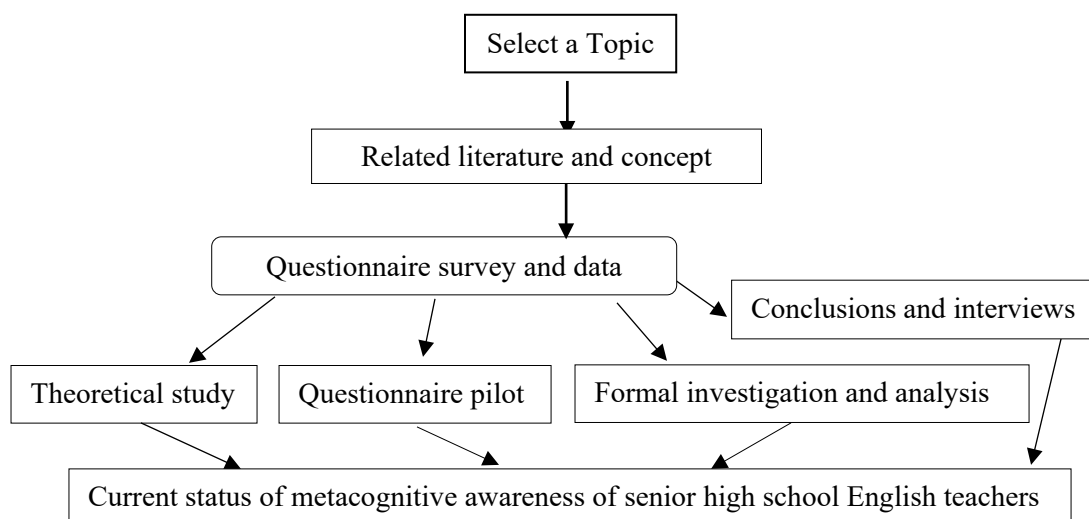 Select a Topic
Related literature and concept
Questionnaire survey and data
Conclusions and interviews
Theoretical study
Questionnaire pilot
Formal investigation and analysis
Current status of metacognitive awareness of senior high school English teachers